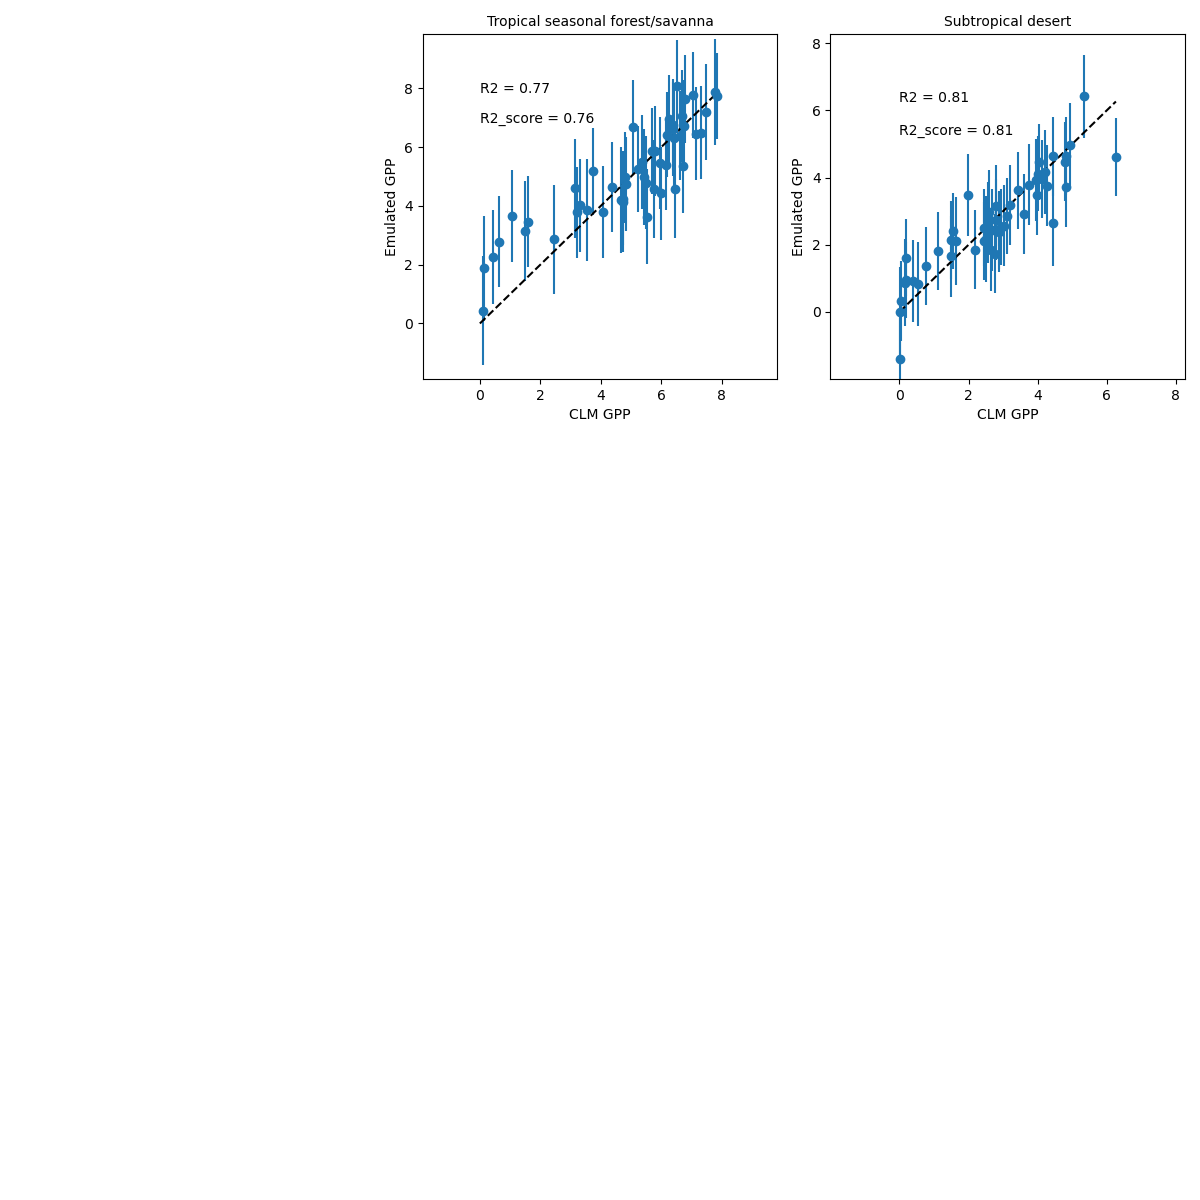 Tropical seasonal forest/savanna
R2 = 0.77
R2_score = 0.76
Emulated GPP
8
6
4
2
0
0 2 4 6 8
CLM GPP
Subtropical desert
R2 = 0.81
R2_score = 0.81
Emulated GPP
8
6
4
2
0
0 2 4 6 8
CLM GPP